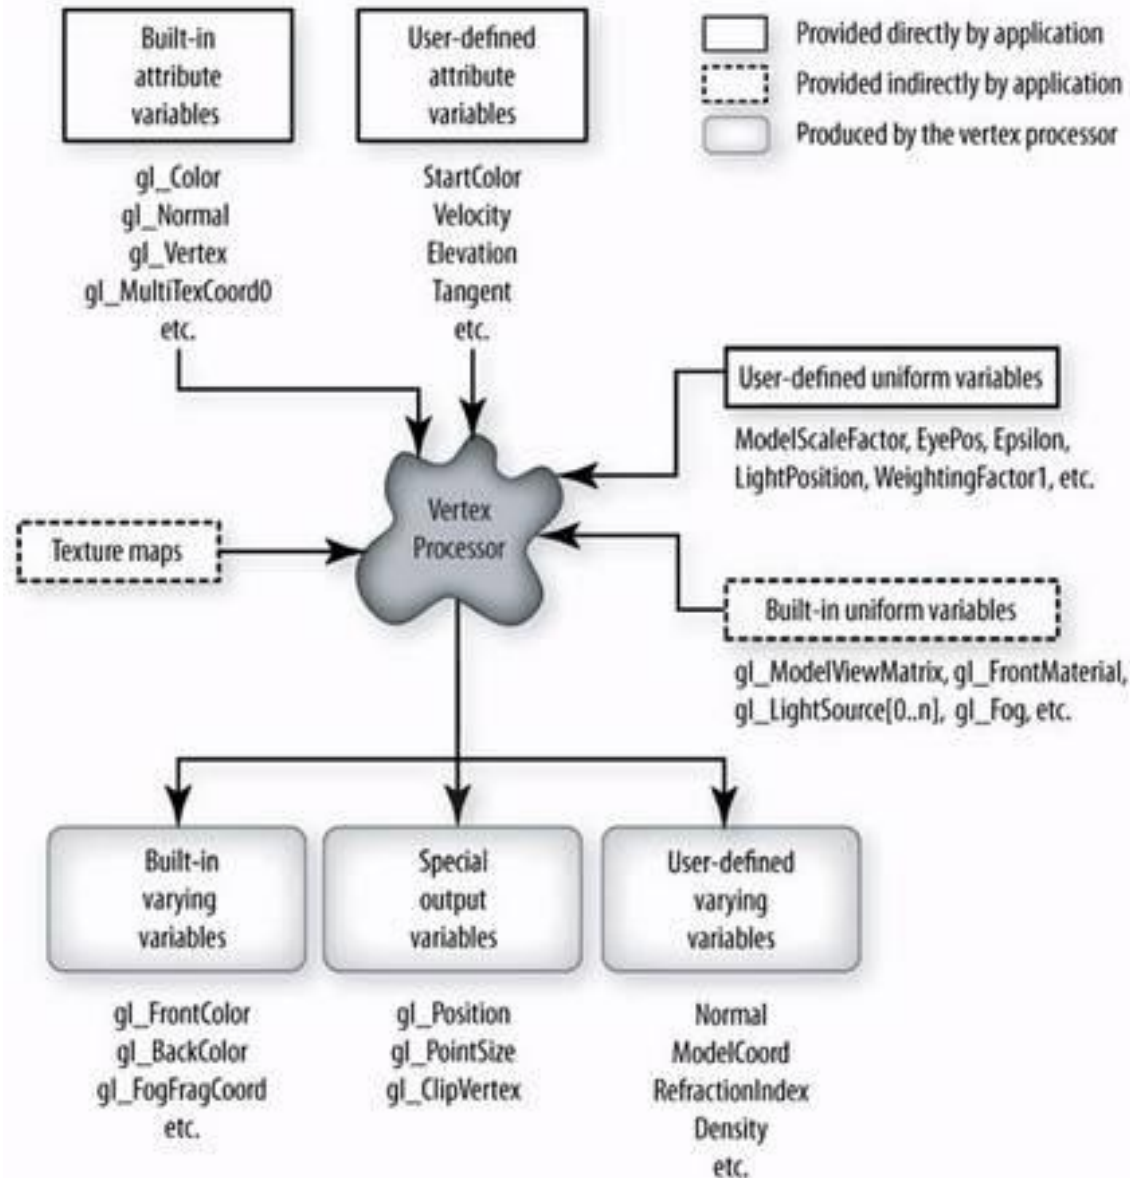 Built-in
attribute
variables
gl_Color
gl_Normal
gl_Vertex
gl_MultiTexCoord0
etc.
User-defined
attribute
variables
StartColor
Velocity
Elevation
Tangent
etc.
Provided directly by application
Provided indirectly by application
Produced by the vertex processor
User-defined uniform variables
ModelScaleFactor, EyePos, Epsilon,
LightPosition, WeightingFactor1, etc.
Vertex
Processor
Texture maps
Built-in uniform variables
gl_ModelViewMatrix, gl_FrontMaterial,
gl_LightSource[0..n], gl_Fog, etc.
Built-in
varying
variables
gl_FrontColor
gl_BackColor
gl_FogFragCoord
etc.
Special
output
variables
gl_Position
gl_PointSize
gl_ClipVertex
User-defined
varying
variables
Normal
ModelCoord
RefractionIndex
Density
etc.